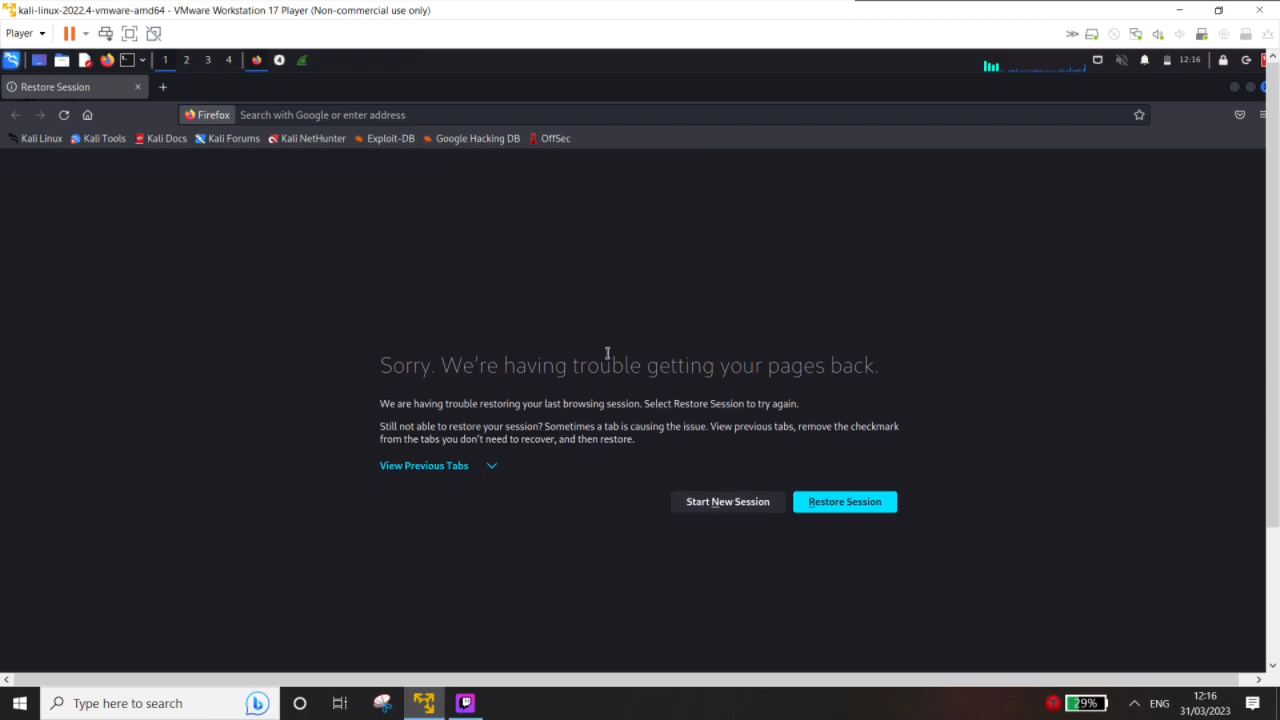 kali-linux-2022.4-vmware-amd64 - VMware Workstation 17 Player (Non-commercial use only)
Player
1 2 3 4 12:16
Restore Session
Firefox Search with Google or enter address
Kali Linux Kali Tools Kali Docs Kali Forums Kali NetHunter Exploit-DB Google Hacking DB OffSec
Sorry. We're having trouble getting your pages back.
We are having trouble restoring your last browsing session. Select Restore Session to try again.
Still not able to restore your session? Sometimes a tab is causing the issue. View previous tabs, remove the checkmark
from the tabs you don't need to recover, and then restore.
View Previous Tabs
Start New Session Restore Session
Type here to search 29% ENG 12:16
31/03/2023